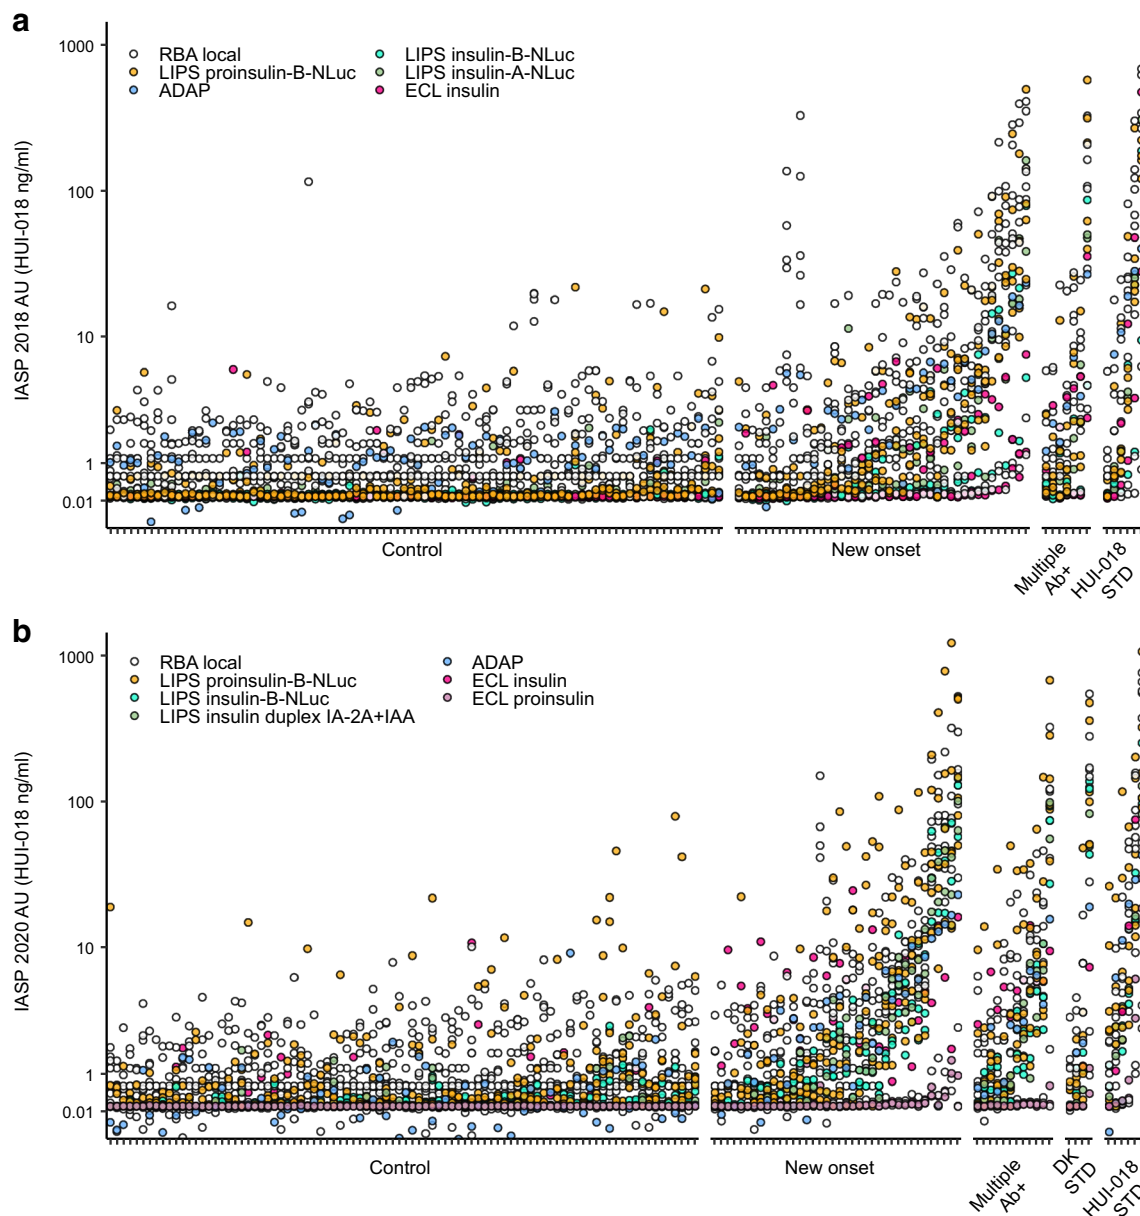 a
IASP 2018 AU (HUI-018 ng/ml)
1000
100
10
1
0.01
RBA local
LIPS proinsulin-B-NLuc
ADAP
LIPS insulin-B-NLuc
LIPS insulin-A-NLuc
ECL insulin
Control
New onset
Multiple
Ab+
HUI-018
STD
b
IASP 2020 AU (HUI-018 ng/ml)
1000
100
10
1
0.01
RBA local
LIPS proinsulin-B-NLuc
LIPS insulin-B-NLuc
LIPS insulin duplex IA-2A+IAA
ADAP
ECL insulin
ECL proinsulin
Control
New onset
Multiple
Ab+
DK
STD
HUI-018
STD